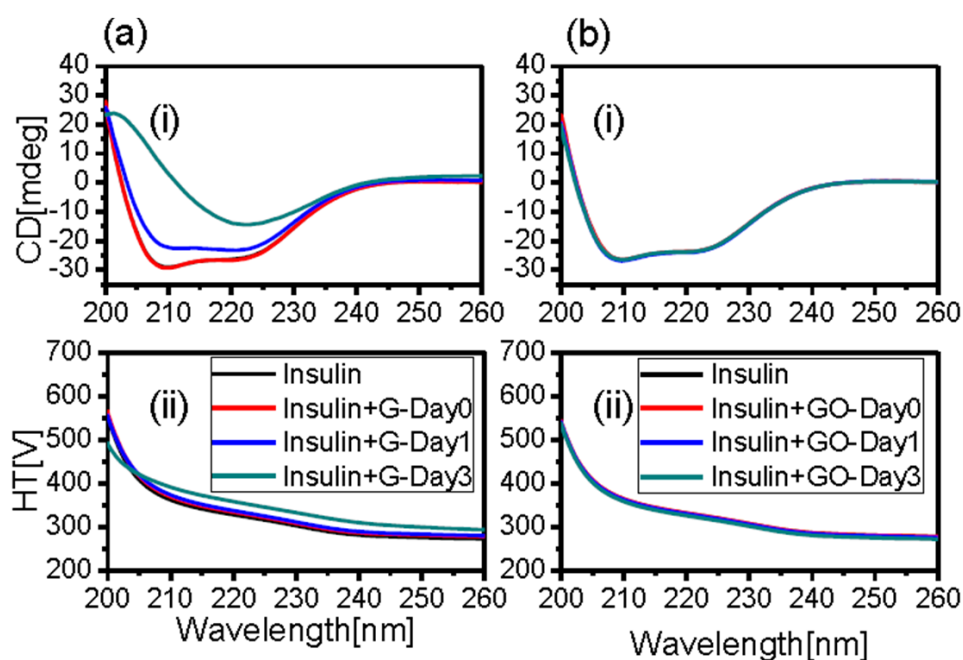 (a)
(b)
40
30
20
10
0
-10
-20
-30
CD[mdeg]
(i)
200 210 220 230 240 250 260
40
30
20
10
0
-10
-20
-30
(i)
200 210 220 230 240 250 260
700
600
500
400
300
200
HT[V]
(ii)
Insulin
Insulin+G-Day0
Insulin+G-Day1
Insulin+G-Day3
200 210 220 230 240 250 260
Wavelength[nm]
700
600
500
400
300
200
(ii)
Insulin
Insulin+GO-Day0
Insulin+GO-Day1
Insulin+GO-Day3
200 210 220 230 240 250 260
Wavelength[nm]